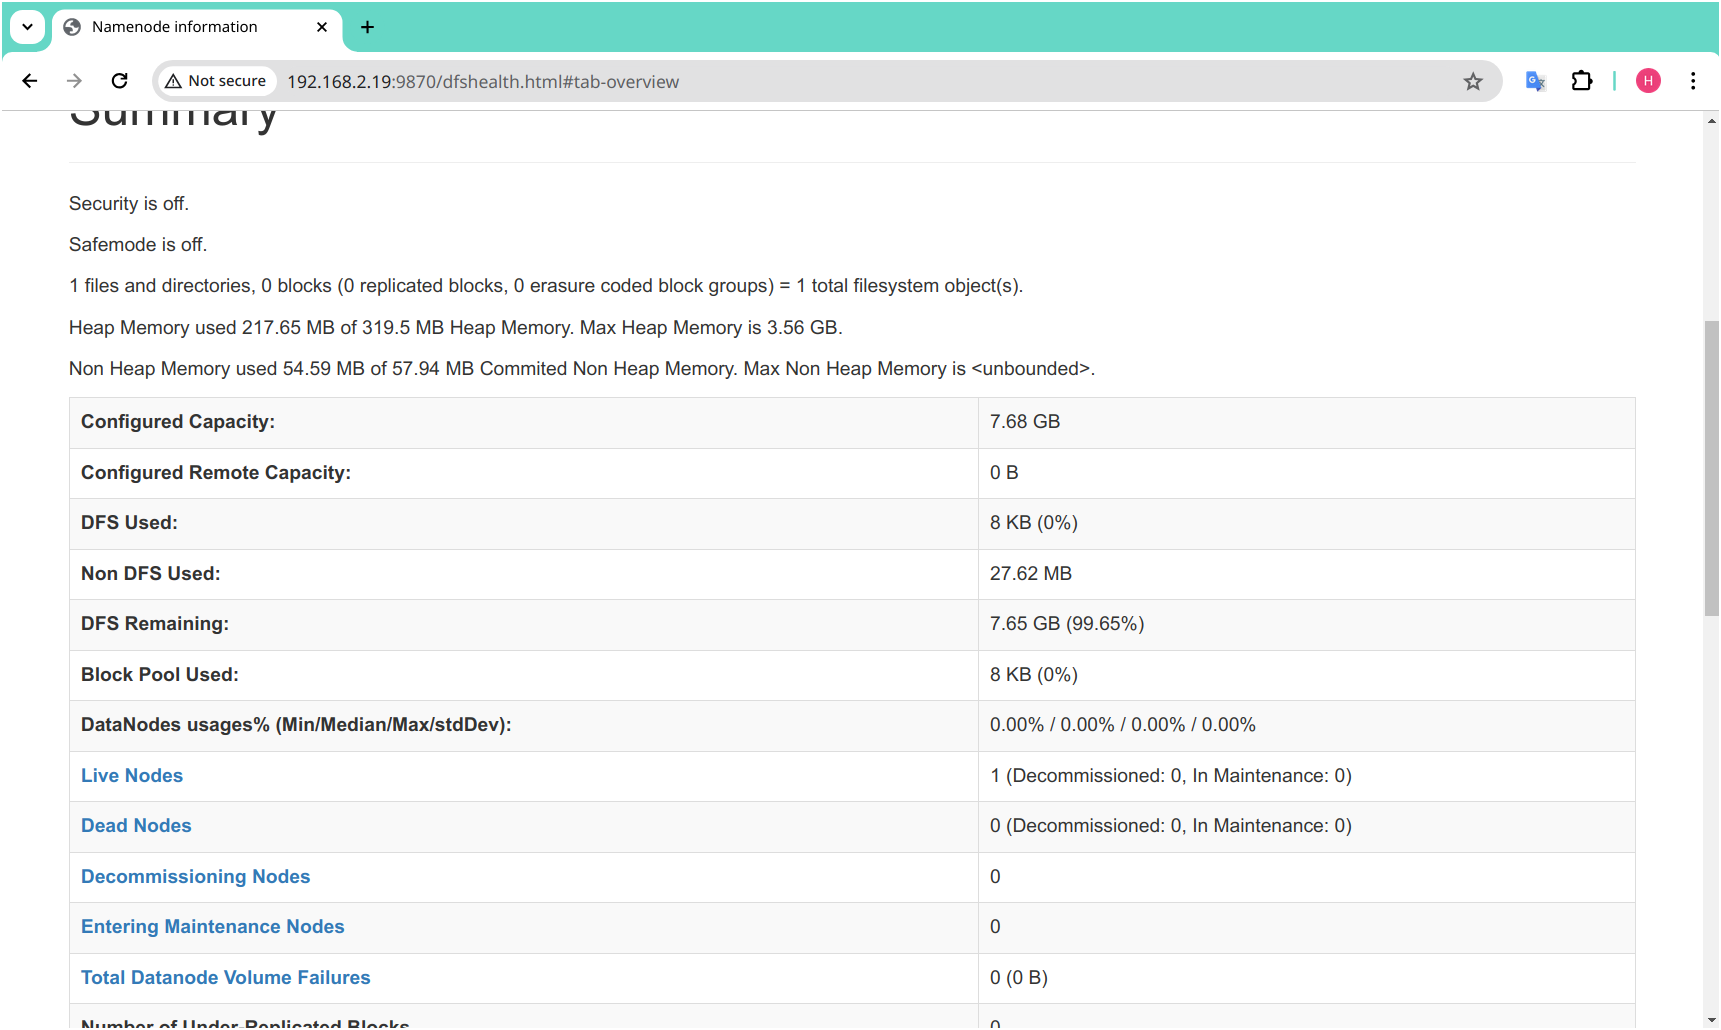 Namenode information
Not secure
192.168.2.19:9870/dfshealth.html#tab-overview
H
Summary
Security is off.
Safemode is off.
1 files and directories, 0 blocks (0 replicated blocks, 0 erasure coded block groups) = 1 total filesystem object(s).
Heap Memory used 217.65 MB of 319.5 MB Heap Memory. Max Heap Memory is 3.56 GB.
Non Heap Memory used 54.59 MB of 57.94 MB Commited Non Heap Memory. Max Non Heap Memory is <unbounded>.
Configured Capacity: 7.68 GB
Configured Remote Capacity: 0 B
DFS Used: 8 KB (0%)
Non DFS Used: 27.62 MB
DFS Remaining: 7.65 GB (99.65%)
Block Pool Used: 8 KB (0%)
DataNodes usages% (Min/Median/Max/stdDev): 0.00% / 0.00% / 0.00% / 0.00%
Live Nodes 1 (Decommissioned: 0, In Maintenance: 0)
Dead Nodes 0 (Decommissioned: 0, In Maintenance: 0)
Decommissioning Nodes 0
Entering Maintenance Nodes 0
Total Datanode Volume Failures 0 (0 B)
Number of Under-Replicated Blocks 0